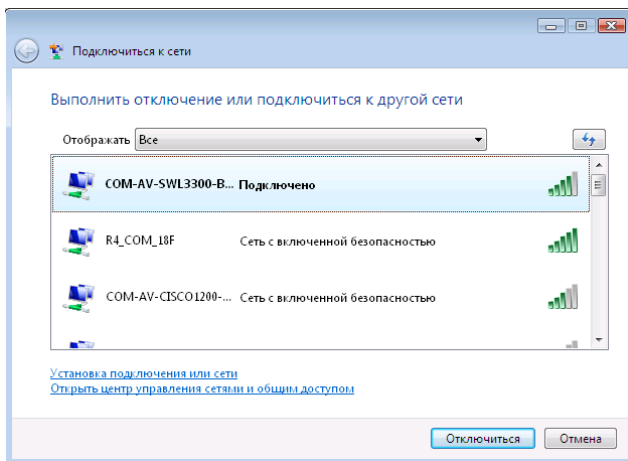 Подключиться к сети
Выполнить отключение или подключиться к другой сети
Отображать Все
COM-AV-SWL3300-B... Подключено
R4_COM_18F Сеть с включенной безопасностью
COM-AV-CISCO1200-... Сеть с включенной безопасностью
Установка подключения или сети
Открыть центр управления сетями и общим доступом
Отключиться Отмена